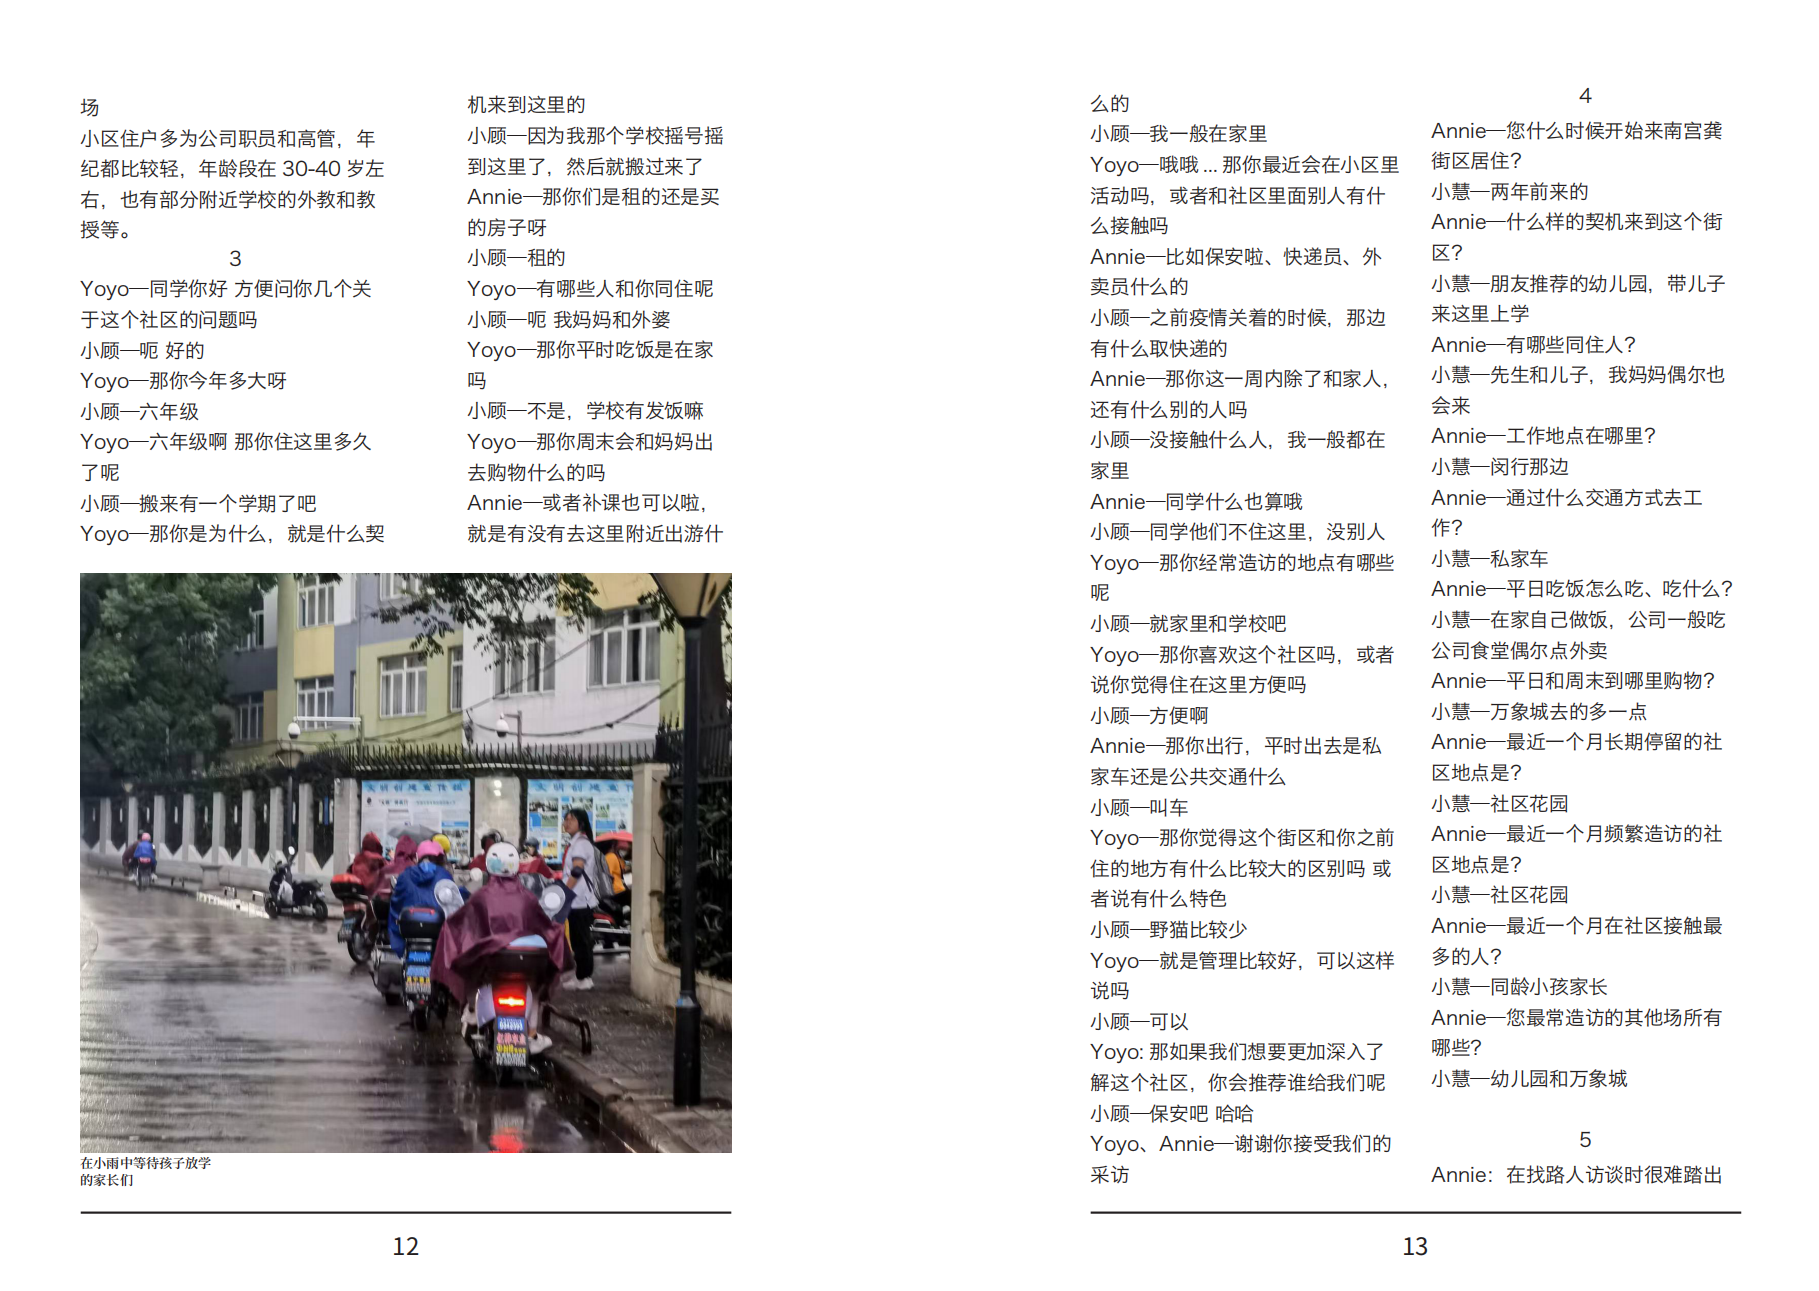 场
小区住户多为公司职员和高管，年
纪都比较轻，年龄段在 30-40 岁左
右，也有部分附近学校的外教和教
授等。
3
Yoyo—同学你好 方便问你几个关
于这个社区的问题吗
小顾—呃 好的
Yoyo—那你今年多大呀
小顾—六年级
Yoyo—六年级啊 那你住这里多久
了呢
小顾—搬来有一个学期了吧
Yoyo—那你是为什么，就是什么契
机来到这里的
小顾—因为我那个学校摇号摇
到这里了，然后就搬过来了
Annie—那你们是租的还是买
的房子呀
小顾—租的
Yoyo—有哪些人和你同住呢
小顾—呃 我妈妈和外婆
Yoyo—那你平时吃饭是在家
吗
小顾—不是，学校有发饭嘛
Yoyo—那你周末会和妈妈出
去购物什么的吗
Annie—或者补课也可以啦，
就是有没有去这里附近出游什
文明创建宣传栏
文明创建宣传
在小雨中等待孩子放学
的家长们
12
么的
小顾—我一般在家里
Yoyo—哦哦 ... 那你最近会在小区里
活动吗，或者和社区里面别人有什
么接触吗
Annie—比如保安啦、快递员、外
卖员什么的
小顾—之前疫情关着的时候，那边
有什么取快递的
Annie—那你这一周内除了和家人，
还有什么别的人吗
小顾—没接触什么人，我一般都在
家里
Annie—同学什么也算哦
小顾—同学他们不住这里，没别人
Yoyo—那你经常造访的地点有哪些
呢
小顾—就家里和学校吧
Yoyo—那你喜欢这个社区吗，或者
说你觉得住在这里方便吗
小顾—方便啊
Annie—那你出行，平时出去是私
家车还是公共交通什么
小顾—叫车
Yoyo—那你觉得这个街区和你之前
住的地方有什么比较大的区别吗 或
者说有什么特色
小顾—野猫比较少
Yoyo—就是管理比较好，可以这样
说吗
小顾—可以
Yoyo: 那如果我们想要更加深入了
解这个社区，你会推荐谁给我们呢
小顾—保安吧 哈哈
Yoyo、Annie—谢谢你接受我们的
采访
4
Annie—您什么时候开始来南宫龚
街区居住？
小慧—两年前来的
Annie—什么样的契机来到这个街
区？
小慧—朋友推荐的幼儿园，带儿子
来这里上学
Annie—有哪些同住人？
小慧—先生和儿子，我妈妈偶尔也
会来
Annie—工作地点在哪里？
小慧—闵行那边
Annie—通过什么交通方式去工
作？
小慧—私家车
Annie—平日吃饭怎么吃、吃什么？
小慧—在家自己做饭，公司一般吃
公司食堂偶尔点外卖
Annie—平日和周末到哪里购物？
小慧—万象城去的多一点
Annie—最近一个月长期停留的社
区地点是？
小慧—社区花园
Annie—最近一个月频繁造访的社
区地点是？
小慧—社区花园
Annie—最近一个月在社区接触最
多的人？
小慧—同龄小孩家长
Annie—您最常造访的其他场所有
哪些？
小慧—幼儿园和万象城
5
Annie：在找路人访谈时很难踏出
13